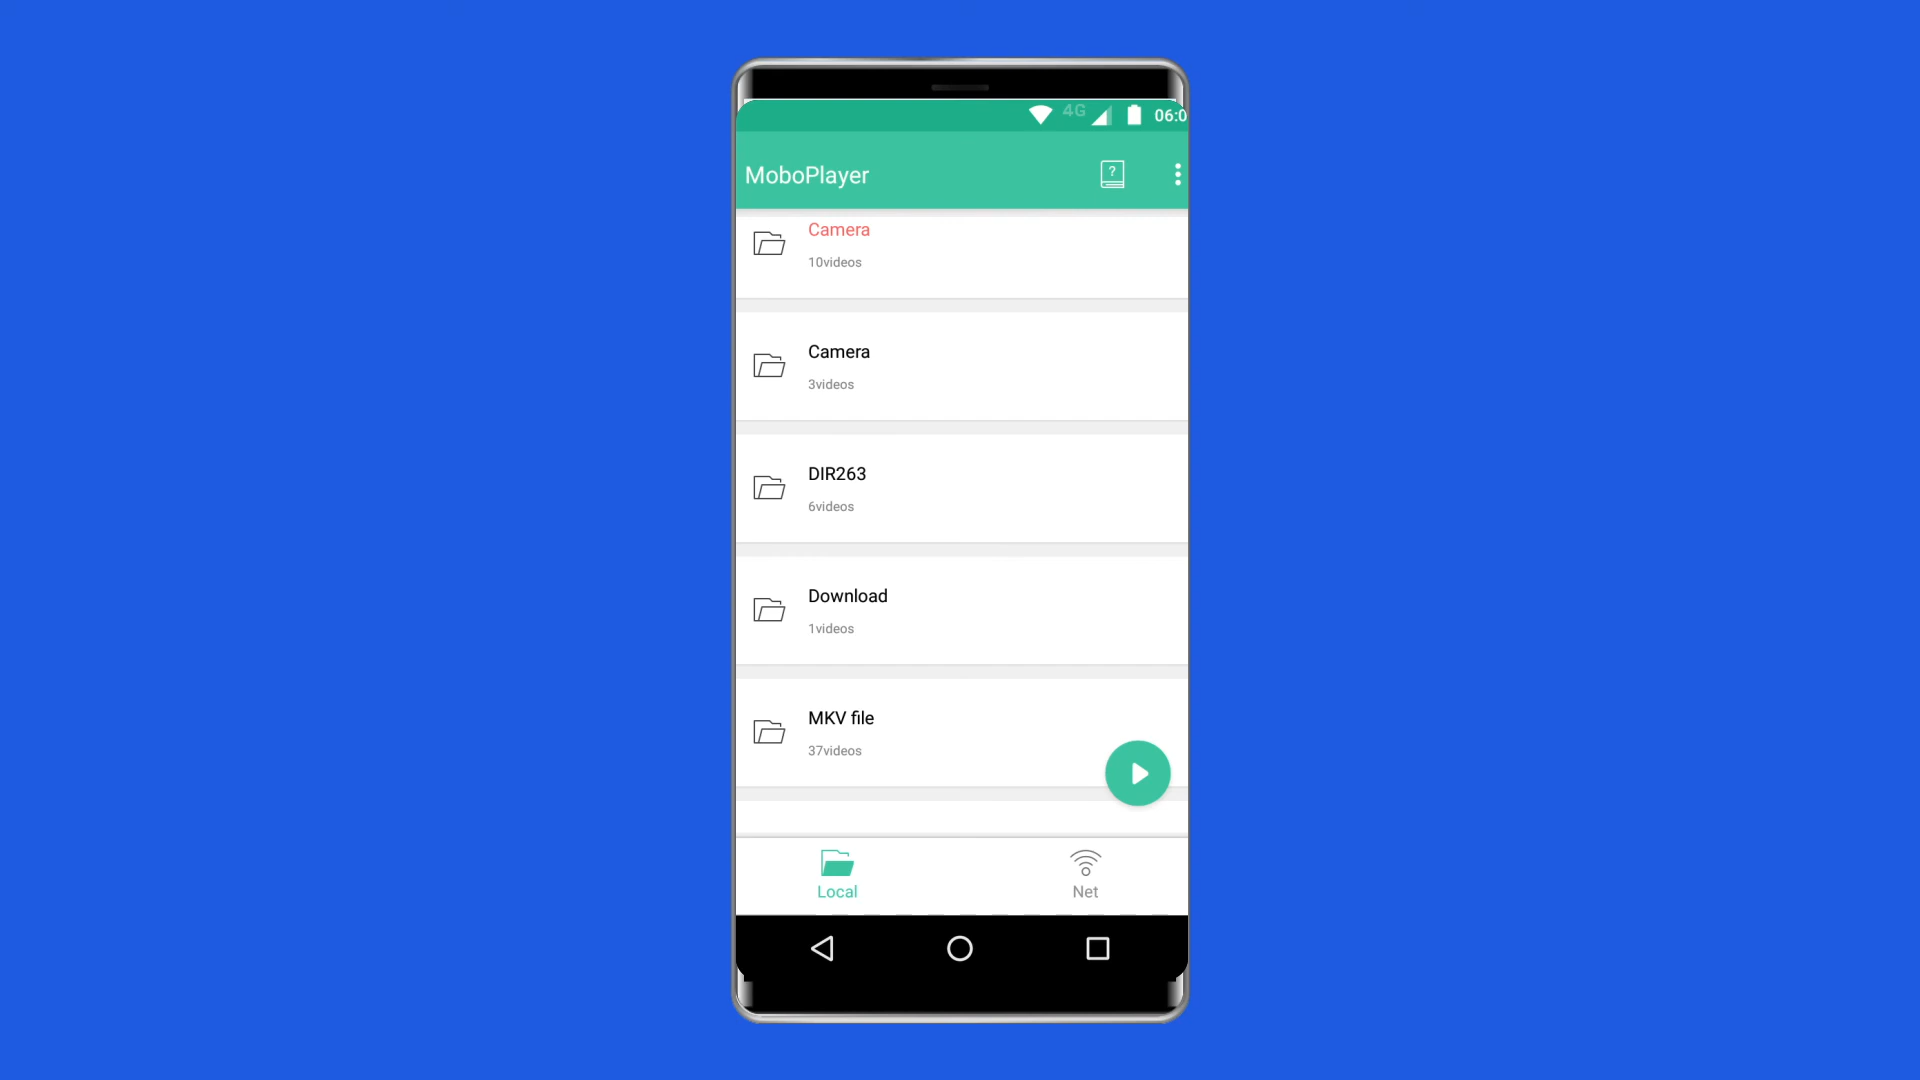 4G 06:0
MoboPlayer
?
Camera
10videos
Camera
3videos
DIR263
6videos
Download
1videos
MKV file
37videos
Local
Net